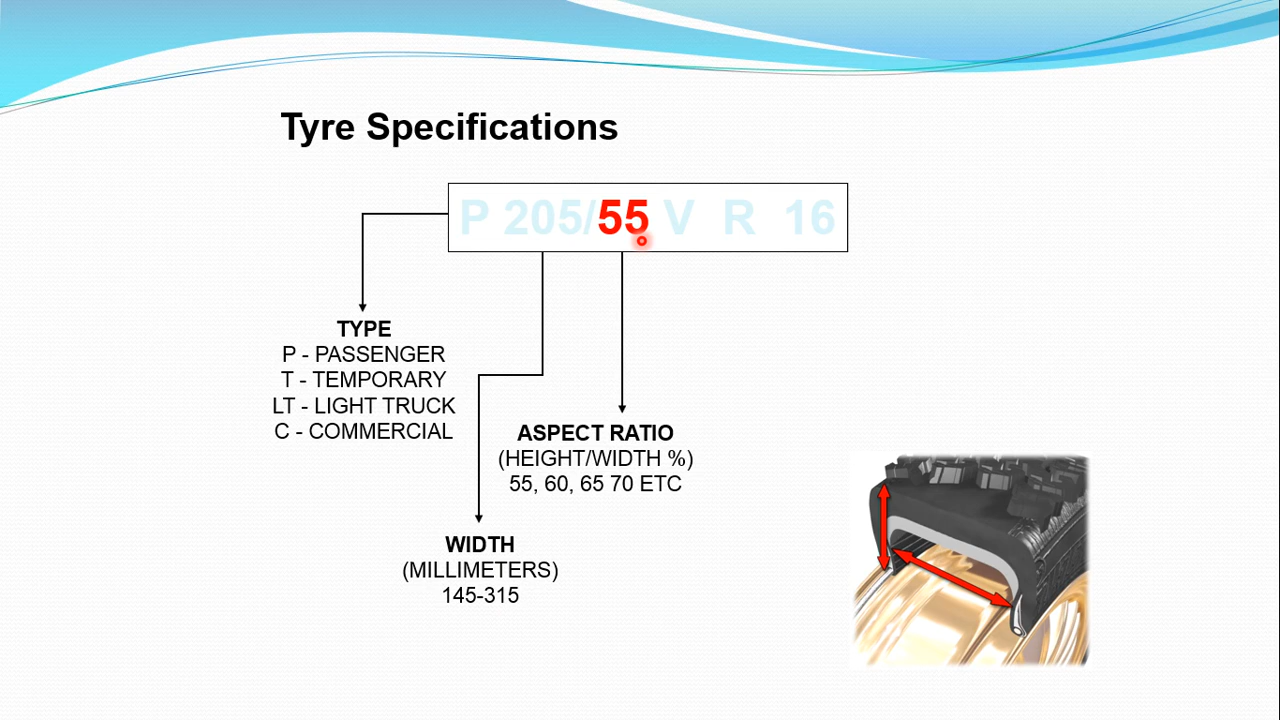 Tyre Specifications
P 205/55 V R 16
TYPE
P - PASSENGER
T - TEMPORARY
LT - LIGHT TRUCK
C - COMMERCIAL
ASPECT RATIO
(HEIGHT/WIDTH %)
55, 60, 65 70 ETC
WIDTH
(MILLIMETERS)
145-315